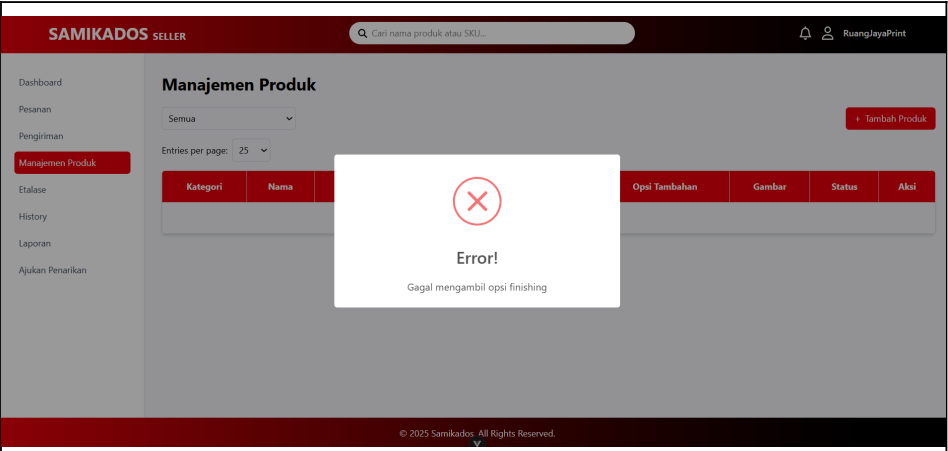 SAMIKADOS SELLER
Cari nama produk atau SKU...
RuangJayaPrint
Dashboard
Pesanan
Pengiriman
Manajemen Produk
Etalase
History
Laporan
Ajukan Penarikan
Manajemen Produk
Semua
+ Tambah Produk
Entries per page: 25
Kategori Nama Opsi Tambahan Gambar Status Aksi
Error!
Gagal mengambil opsi finishing
© 2025 Samikados. All Rights Reserved.